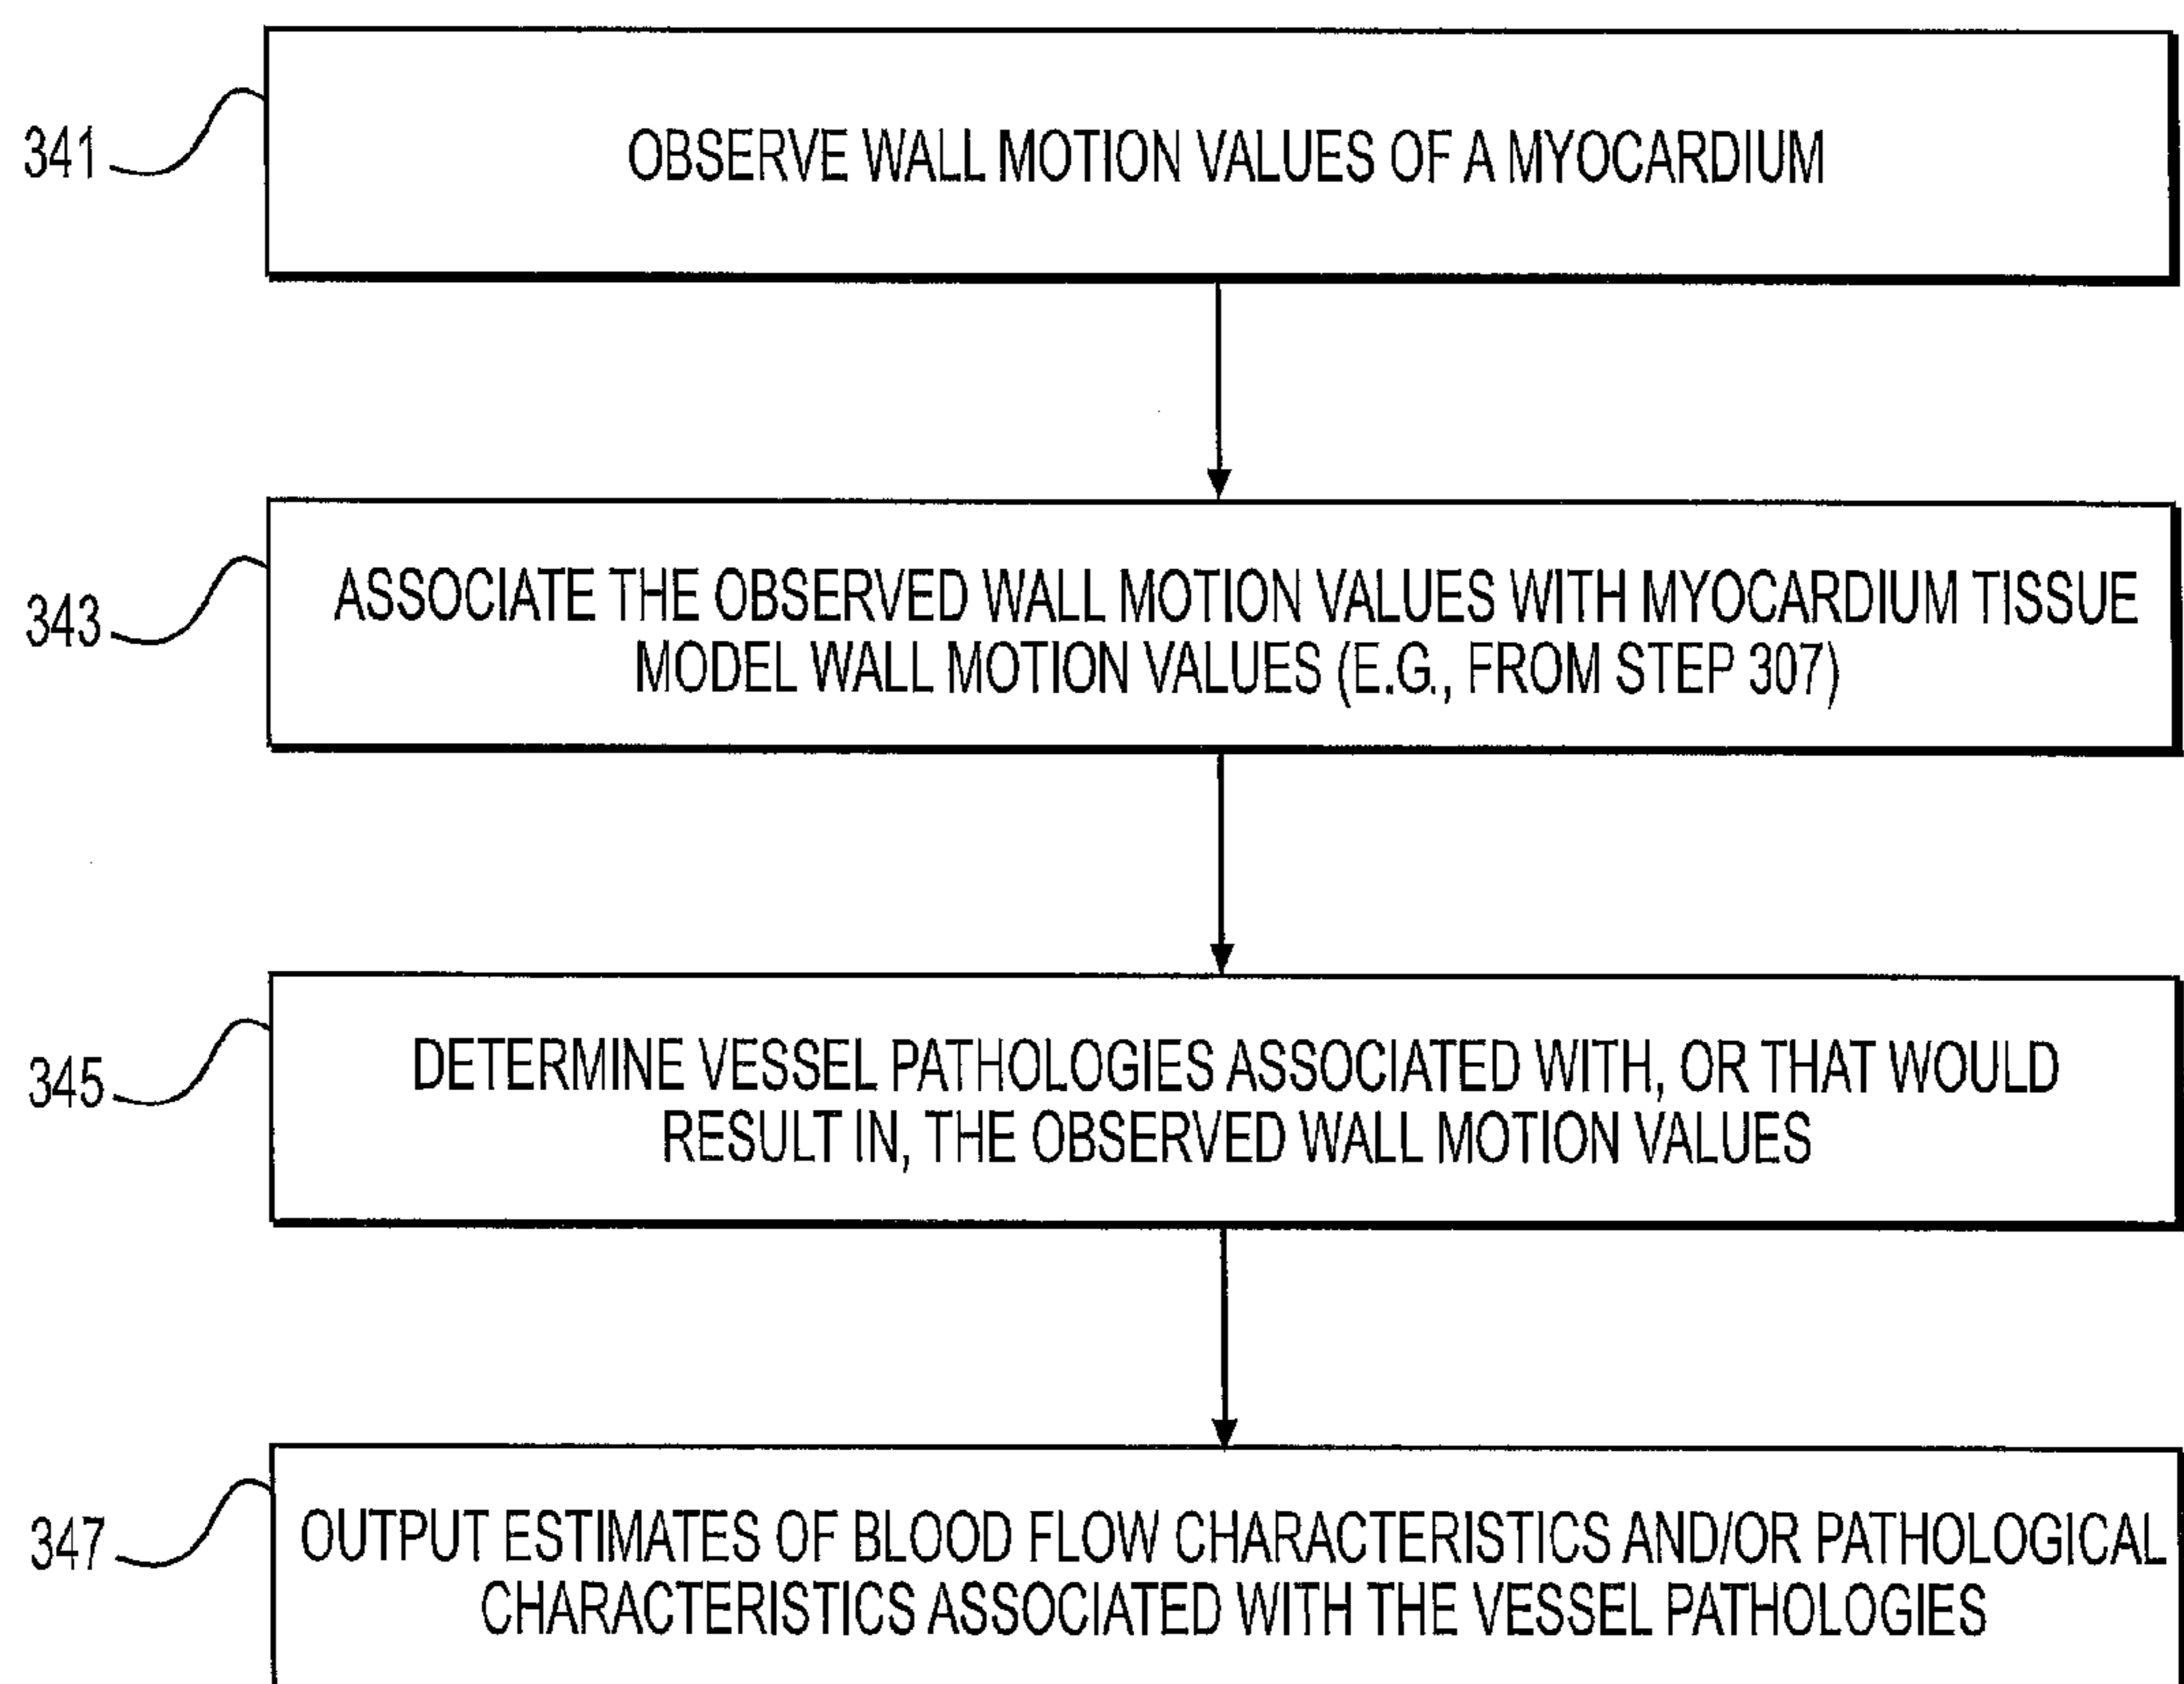 341
OBSERVE WALL MOTION VALUES OF A MYOCARDIUM
343
ASSOCIATE THE OBSERVED WALL MOTION VALUES WITH MYOCARDIUM TISSUE
MODEL WALL MOTION VALUES (E.G., FROM STEP 307)
345
DETERMINE VESSEL PATHOLOGIES ASSOCIATED WITH, OR THAT WOULD
RESULT IN, THE OBSERVED WALL MOTION VALUES
347
OUTPUT ESTIMATES OF BLOOD FLOW CHARACTERISTICS AND/OR PATHOLOGICAL
CHARACTERISTICS ASSOCIATED WITH THE VESSEL PATHOLOGIES